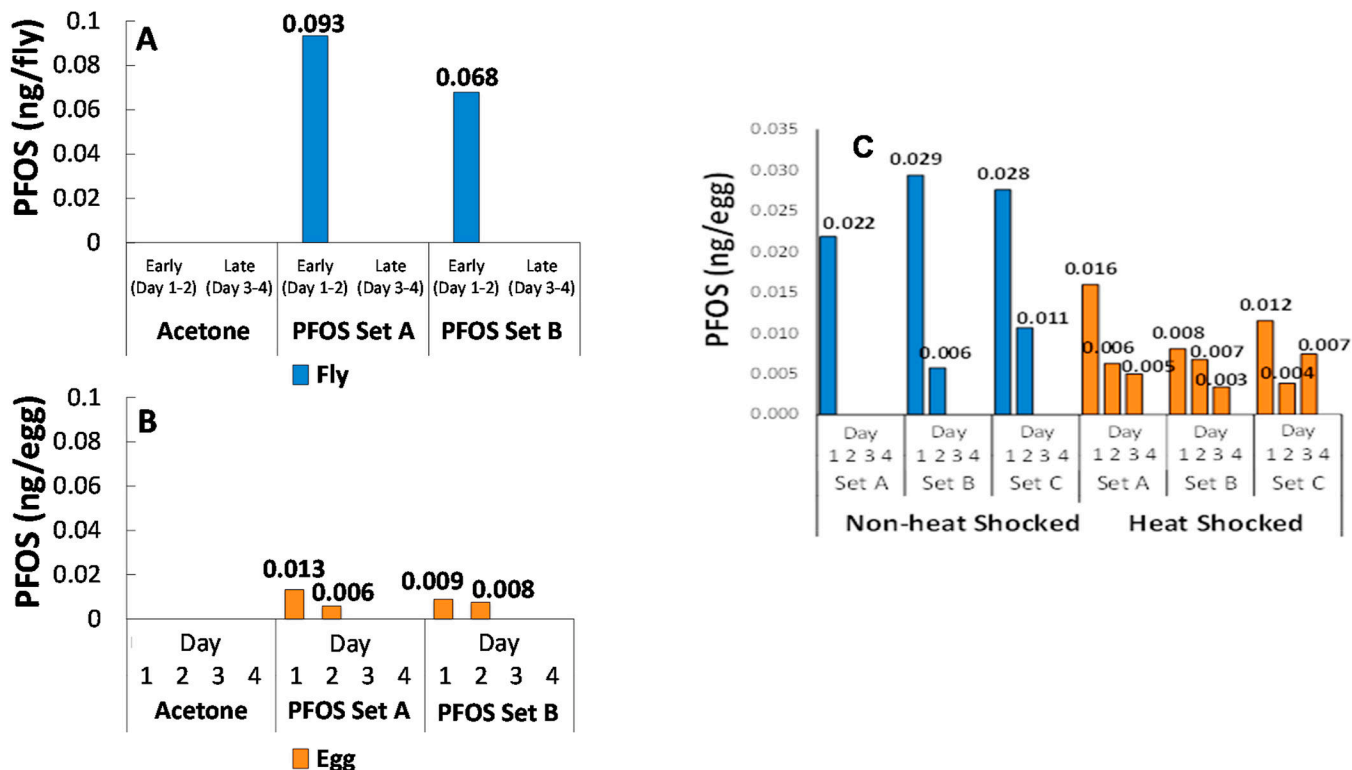 A
PFOS (ng/fly)
0.1
0.08
0.06
0.04
0.02
0
0.093
0.068
Early Late Early Late Early Late
(Day 1-2) (Day 3-4) (Day 1-2) (Day 3-4) (Day 1-2) (Day 3-4)
Acetone PFOS Set A PFOS Set B
Fly
B
PFOS (ng/egg)
0.1
0.08
0.06
0.04
0.02
0
0.013 0.006 0.009 0.008
Day Day Day
1 2 3 4 1 2 3 4 1 2 3 4
Acetone PFOS Set A PFOS Set B
Egg
C
PFOS (ng/egg)
0.035
0.030
0.025
0.020
0.015
0.010
0.005
0.000
0.022 0.029 0.006 0.028 0.011 0.016 0.006 0.005 0.008 0.007 0.003 0.012 0.004 0.007
Day Day Day Day Day Day
1 2 3 4 1 2 3 4 1 2 3 4 1 2 3 4 1 2 3 4 1 2 3 4
Set A Set B Set C Set A Set B Set C
Non-heat Shocked Heat Shocked